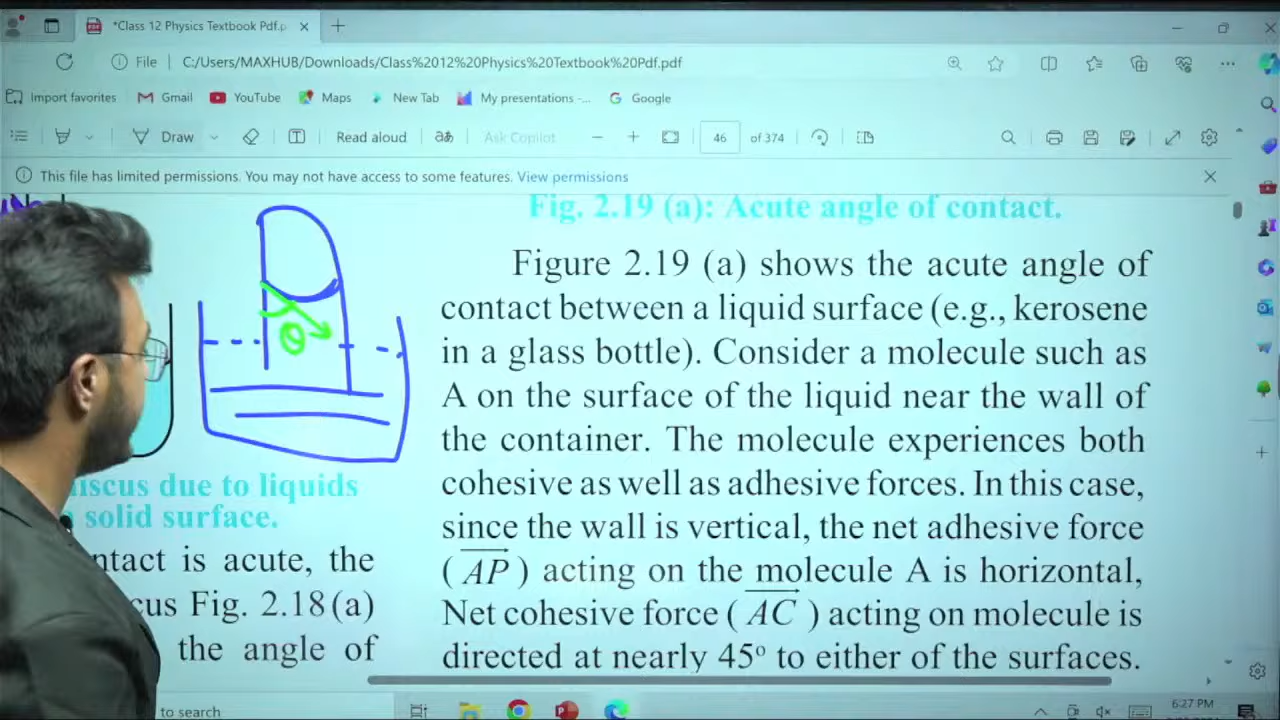 *Class 12 Physics Textbook Pdf.p
File C:/Users/MAXHUB/Downloads/Class%2012%20Physics%20Textbook%20Pdf.pdf
Import favorites Gmail YouTube Maps New Tab My presentations -... Google
Draw Read aloud Ask Copilot 46 of 374
This file has limited permissions. You may not have access to some features. View permissions
Fig. 2.19 (a): Acute angle of contact.
Figure 2.19 (a) shows the acute angle of
contact between a liquid surface (e.g., kerosene
in a glass bottle). Consider a molecule such as
A on the surface of the liquid near the wall of
the container. The molecule experiences both
cohesive as well as adhesive forces. In this case,
since the wall is vertical, the net adhesive force
(AP) acting on the molecule A is horizontal,
Net cohesive force (AC) acting on molecule is
directed at nearly 45º to either of the surfaces.
θ
iscus due to liquids
solid surface.
ntact is acute, the
cus Fig. 2.18(a)
the angle of
to search
6:27 PM